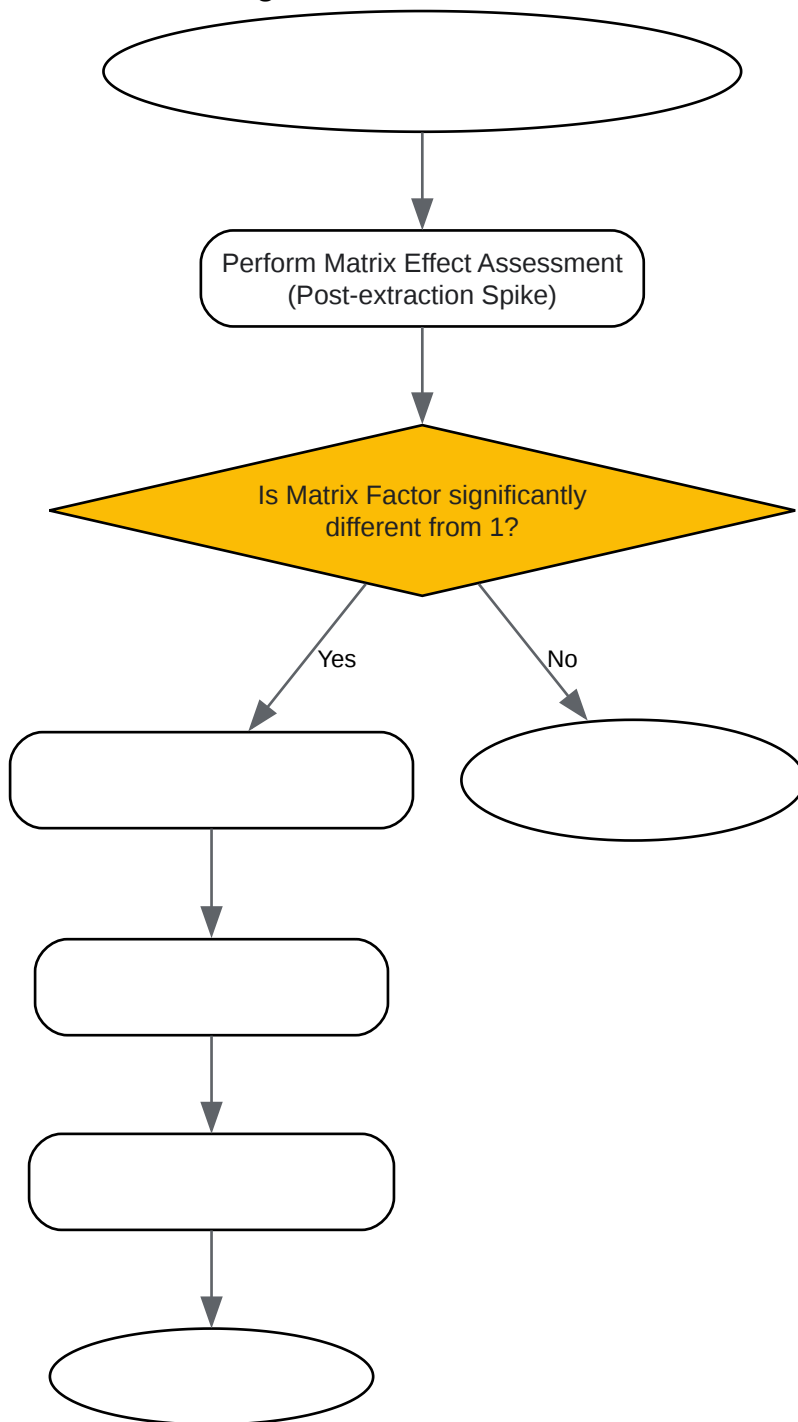 Perform Matrix Effect Assessment
(Post-extraction Spike)
Is Matrix Factor significantly
different from 1?
Yes
No